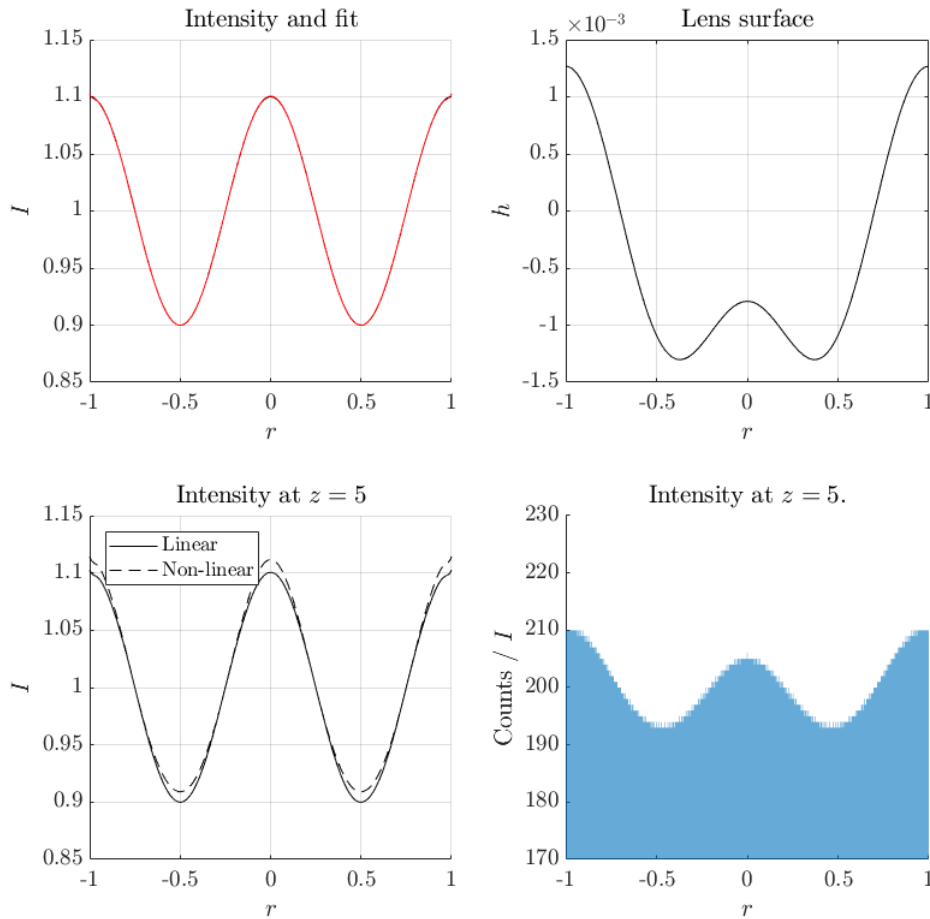 Intensity and fit
1.15
1.1
1.05
1
0.95
0.9
0.85
I
-1 -0.5 0 0.5 1
r
Lens surface
×10⁻³
1.5
1
0.5
0
-0.5
-1
-1.5
h
-1 -0.5 0 0.5 1
r
Intensity at z = 5
1.15
1.1
1.05
1
0.95
0.9
0.85
I
Linear
Non-linear
-1 -0.5 0 0.5 1
r
Intensity at z = 5.
230
220
210
200
190
180
170
Counts / I
-1 -0.5 0 0.5 1
r